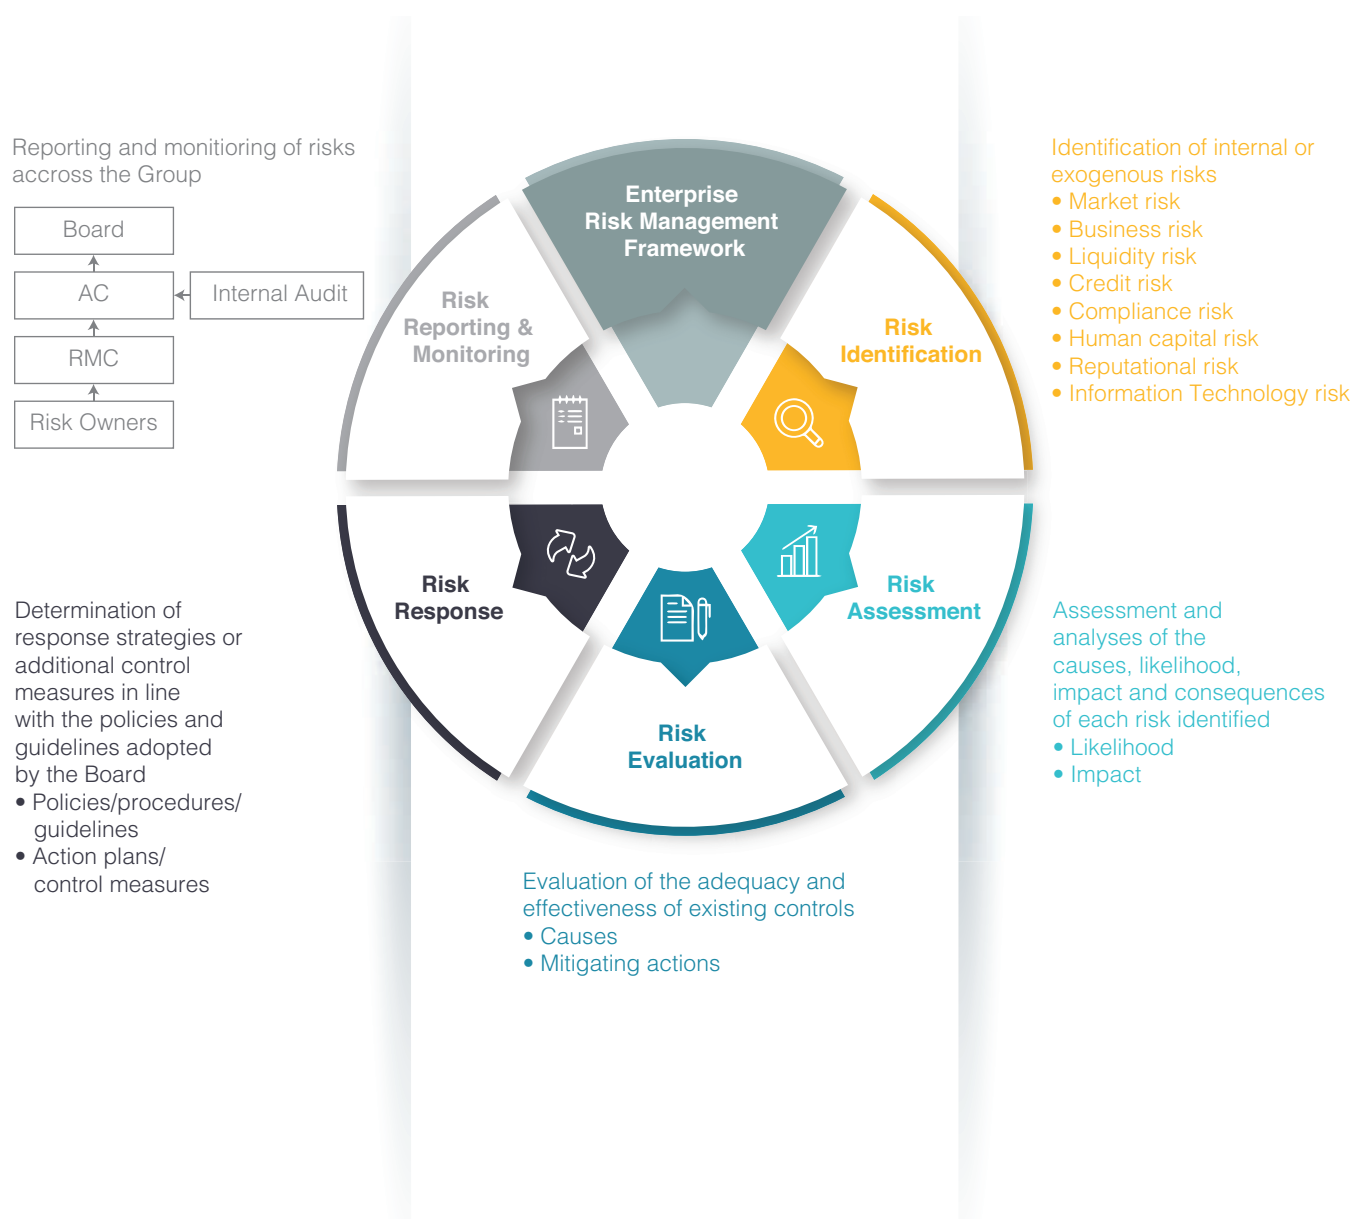 Reporting and monitioring of risks
accross the Group
Board
AC
Internal Audit
RMC
Risk Owners
Enterprise
Risk Management
Framework
Risk
Reporting &
Monitoring
Risk
Identification
Identification of internal or
exogenous risks
• Market risk
• Business risk
• Liquidity risk
• Credit risk
• Compliance risk
• Human capital risk
• Reputational risk
• Information Technology risk
Risk
Response
Risk
Assessment
Risk
Evaluation
Determination of
response strategies or
additional control
measures in line
with the policies and
guidelines adopted
by the Board
• Policies/procedures/
guidelines
• Action plans/
control measures
Assessment and
analyses of the
causes, likelihood,
impact and consequences
of each risk identified
• Likelihood
• Impact
Evaluation of the adequacy and
effectiveness of existing controls
• Causes
• Mitigating actions